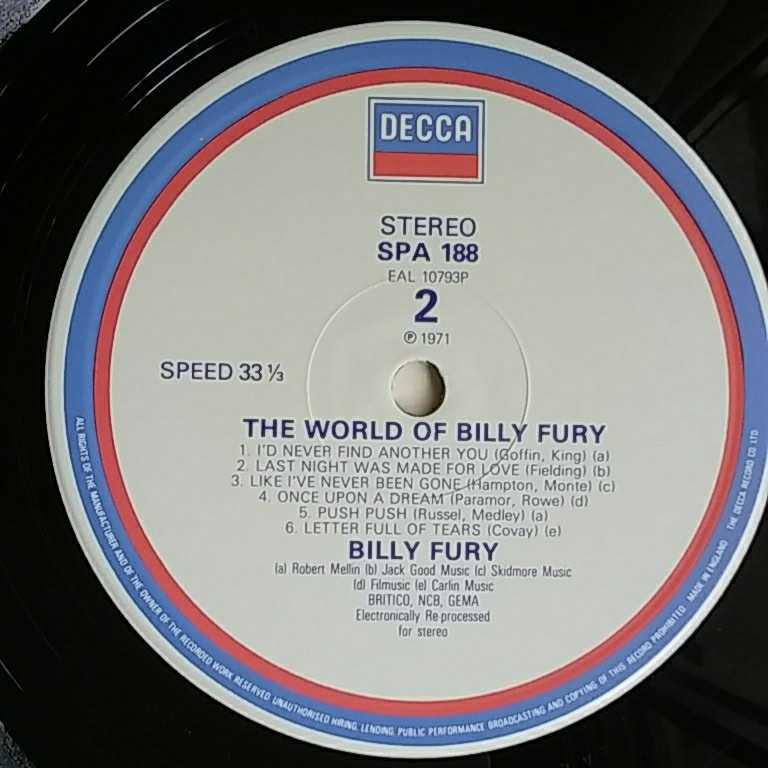 DECCA
STEREO
SPA 188
EAL 10793P
2
℗ 1971
SPEED 33 ⅓
THE WORLD OF BILLY FURY
1. I'D NEVER FIND ANOTHER YOU (Goffin, King) (a)
2. LAST NIGHT WAS MADE FOR LOVE (Fielding) (b)
3. LIKE I'VE NEVER BEEN GONE (Hampton, Monte) (c)
4. ONCE UPON A DREAM (Paramor, Rowe) (d)
5. PUSH PUSH (Russel, Medley) (a)
6. LETTER FULL OF TEARS (Covay) (e)
BILLY FURY
(a) Robert Mellin (b) Jack Good Music (c) Skidmore Music
(d) Filmusic (e) Carlin Music
BRITICO, NCB, GEMA
Electronically Re-processed
for stereo
ALL RIGHTS OF THE MANUFACTURER AND OF THE OWNER OF THE RECORDED WORK RESERVED. UNAUTHORISED HIRING, LENDING, PUBLIC PERFORMANCE BROADCASTING AND COPYING OF THIS RECORD PROHIBITED. MADE IN ENGLAND THE DECCA RECORD CO. LTD.